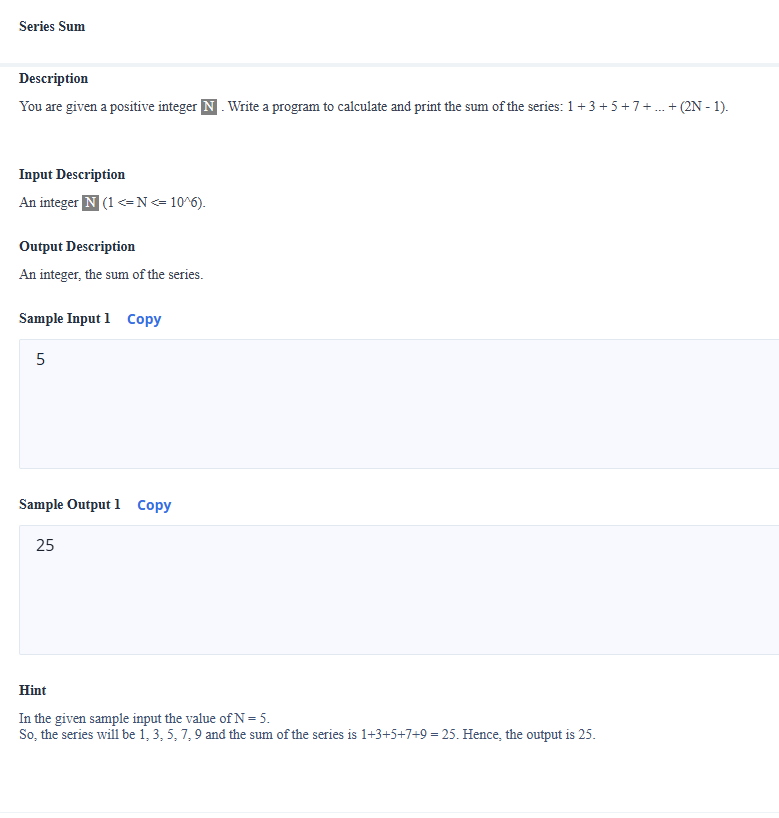 Series Sum
Description
You are given a positive integer N . Write a program to calculate and print the sum of the series: 1 + 3 + 5 + 7 + ... + (2N - 1).
Input Description
An integer N (1 <= N <= 10^6).
Output Description
An integer, the sum of the series.
Sample Input 1 Copy
5
Sample Output 1 Copy
25
Hint
In the given sample input the value of N = 5.
So, the series will be 1, 3, 5, 7, 9 and the sum of the series is 1+3+5+7+9 = 25. Hence, the output is 25.